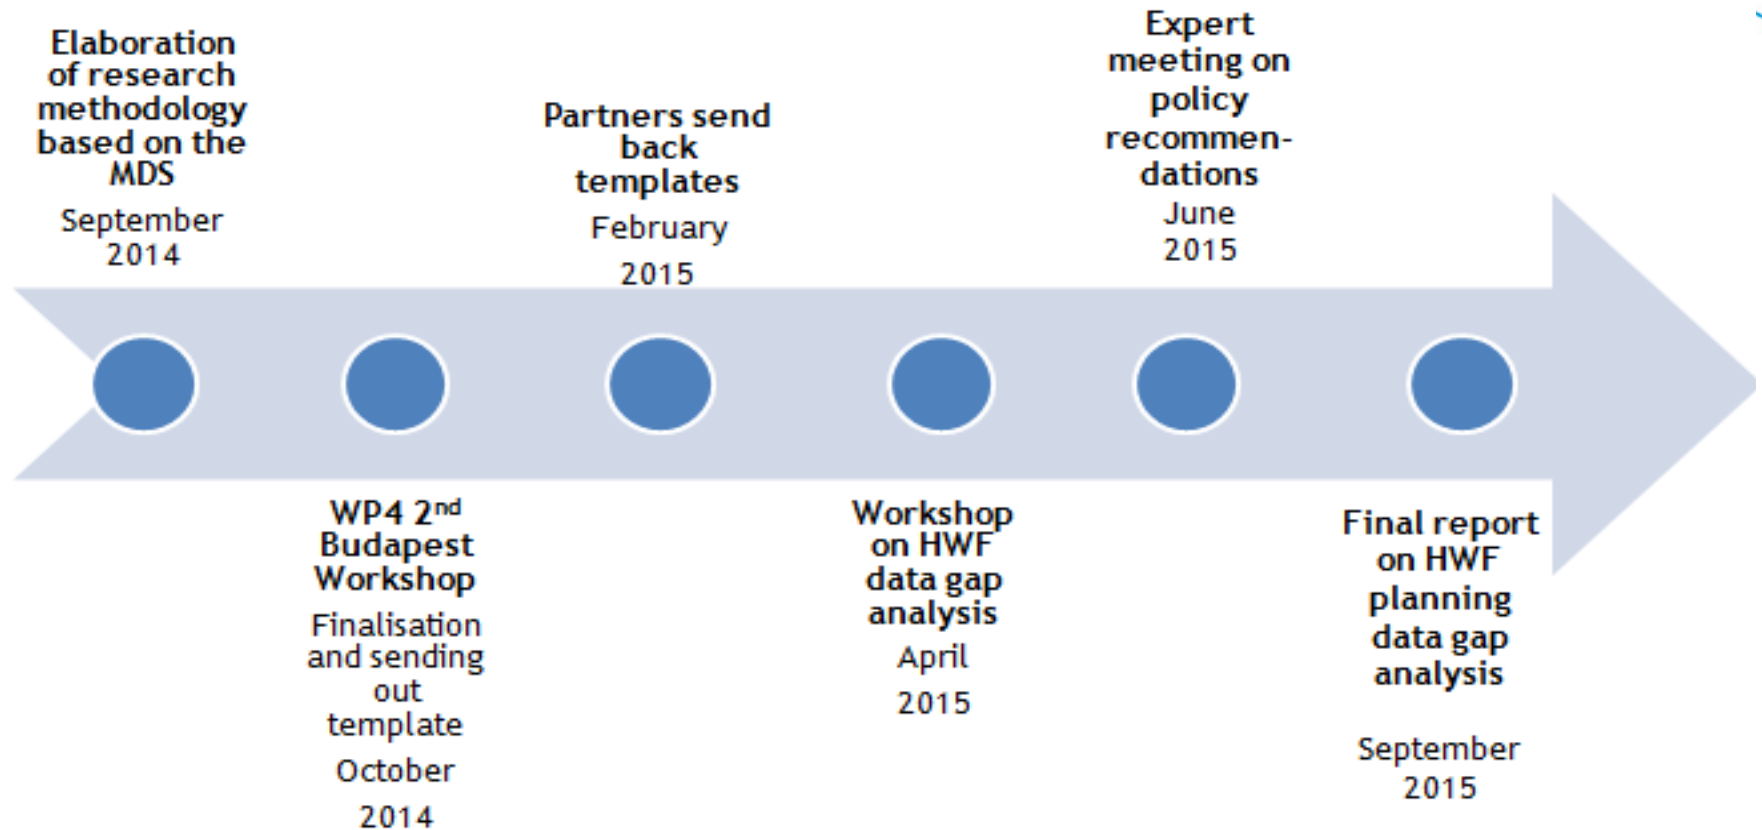 Elaboration
of research
methodology
based on the
MDS
September
2014
WP4 2nd
Budapest
Workshop
Finalisation
and sending
out
template
October
2014
Partners send
back
templates
February
2015
Workshop
on HWF
data gap
analysis
April
2015
Expert
meeting on
policy
recommen-
dations
June
2015
Final report
on HWF
planning
data gap
analysis
September
2015